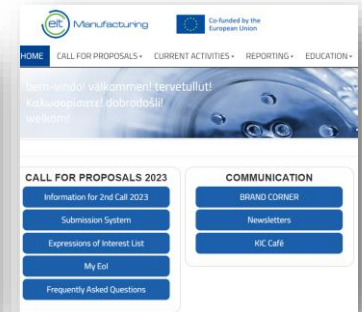 eit Manufacturing
Co-funded by the
European Union
HOME CALL FOR PROPOSALS CURRENT ACTIVITIES REPORTING EDUCATION
bem-vindo! välkommen! tervetullut!
Καλωσορίσατε! dobrodošli!
welkom!
CALL FOR PROPOSALS 2023
Information for 2nd Call 2023
Submission System
Expressions of Interest List
My EoI
Frequently Asked Questions
COMMUNICATION
BRAND CORNER
Newsletters
KIC Café